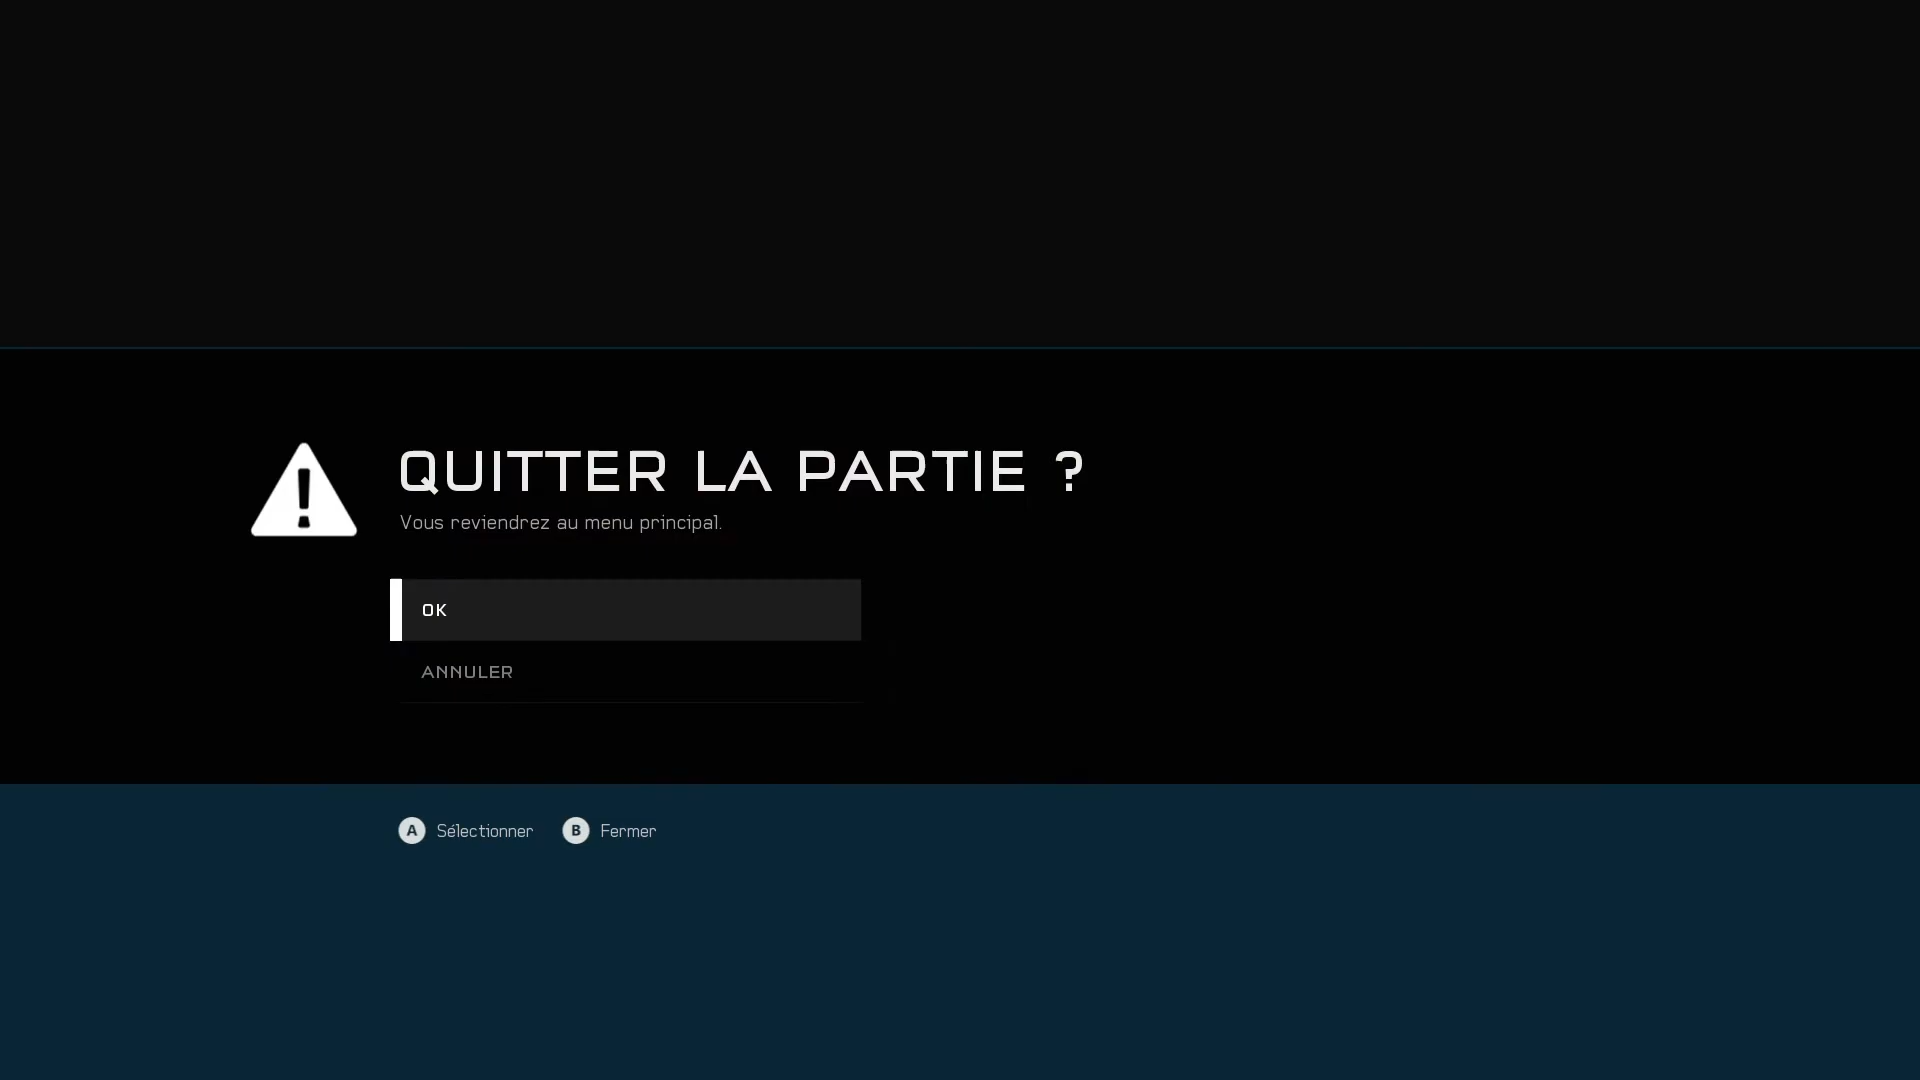 QUITTER LA PARTIE ?
Vous reviendrez au menu principal.
OK
ANNULER
A Sélectionner B Fermer